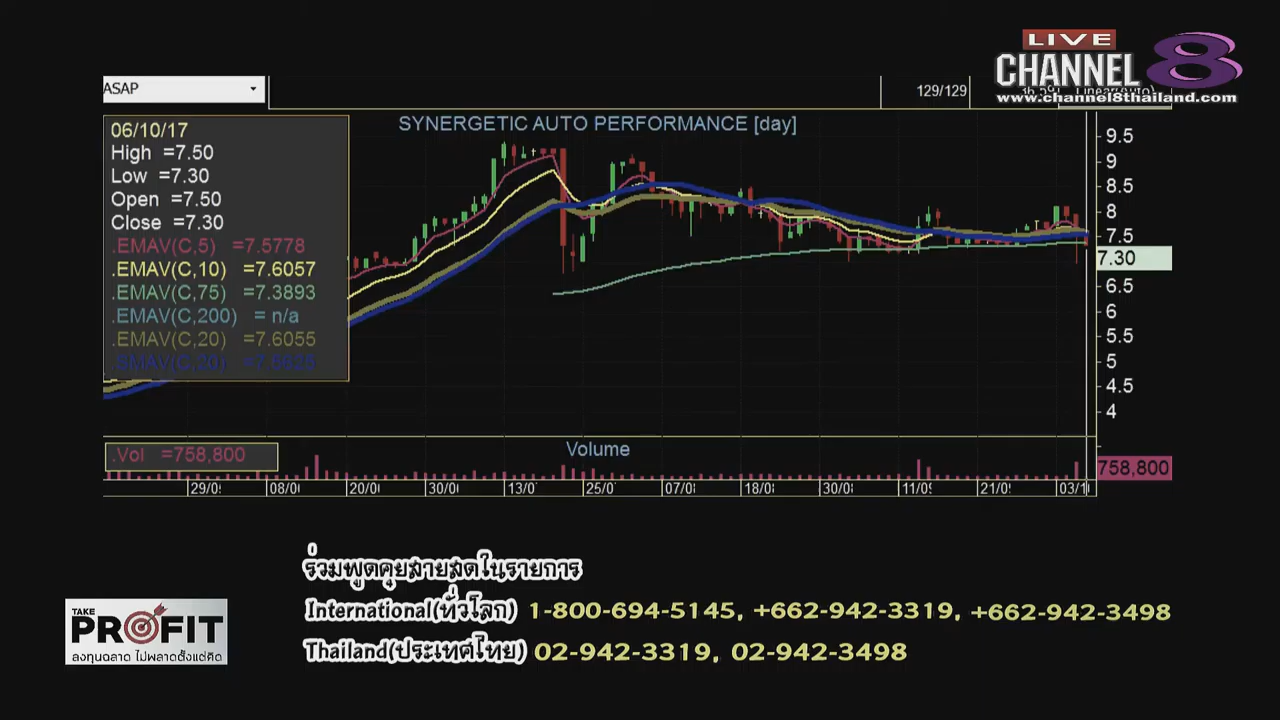 LIVE
CHANNEL 8
www.channel8thailand.com
ASAP
129/129
SYNERGETIC AUTO PERFORMANCE [day]
06/10/17
High =7.50
Low =7.30
Open =7.50
Close =7.30
.EMAV(C,5) =7.5778
.EMAV(C,10) =7.6057
.EMAV(C,75) =7.3893
.EMAV(C,200) = n/a
.EMAV(C,20) =7.6055
.SMAV(C,20)
9.5
9
8.5
8
7.5
7.30
6.5
6
5.5
5
4.5
4
Volume
.Vol =758,800
758,800
29/0 08/0 20/0 30/0 13/0 25/0 07/0 18/0 30/0 11/0 21/0 03/1
ร่วมพูดคุยสายสดในรายการ
International(ทั่วโลก) 1-800-694-5145, +662-942-3319, +662-942-3498
Thailand(ประเทศไทย) 02-942-3319, 02-942-3498
TAKE
PROFIT
ลงทุนฉลาด ไม่พลาดตั้งแต่คิด